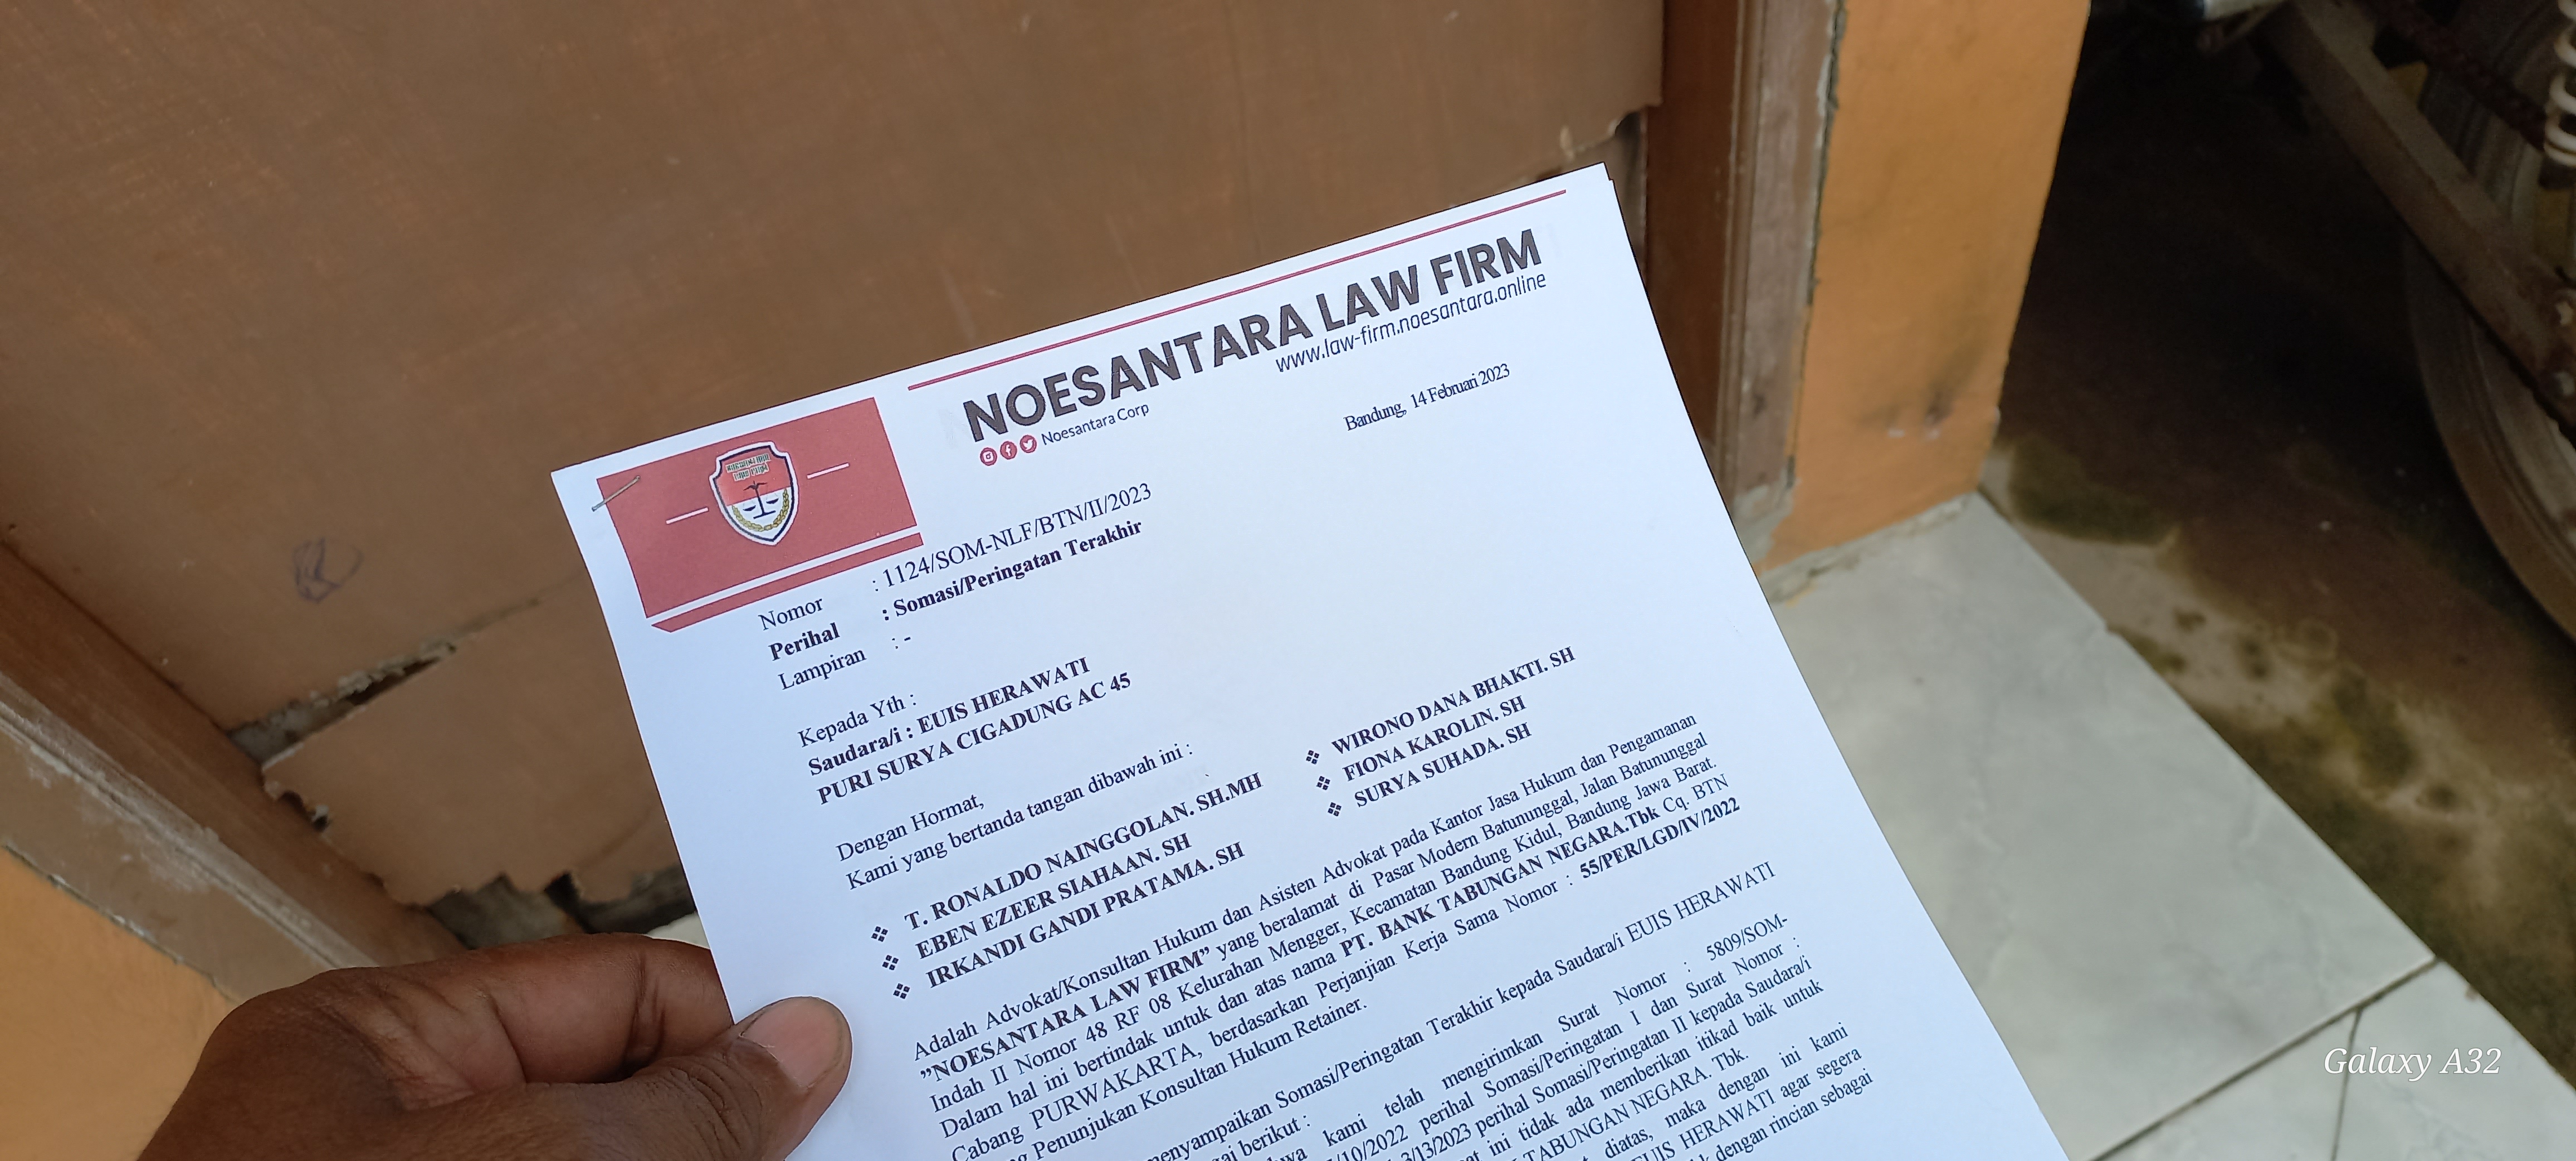 NOESANTARA LAW FIRM
www.law-firm.noesantara.online
Noesantara Corp
Bandung, 14 Februari 2023
Nomor : 1124/SOM-NLF/BTN/II/2023
Perihal : Somasi/Peringatan Terakhir
Lampiran : -
Kepada Yth :
Saudara/i : EUIS HERAWATI
PURI SURYA CIGADUNG AC 45
Dengan Hormat,
Kami yang bertanda tangan dibawah ini :
❖ T. RONALDO NAINGGOLAN. SH.MH
❖ EBEN EZEER SIAHAAN. SH
❖ IRKANDI GANDI PRATAMA. SH
❖ WIRONO DANA BHAKTI. SH
❖ FIONA KAROLIN. SH
❖ SURYA SUHADA. SH
Adalah Advokat/Konsultan Hukum dan Asisten Advokat pada Kantor Jasa Hukum dan Pengamanan
”NOESANTARA LAW FIRM” yang beralamat di Pasar Modern Batununggal, Jalan Batununggal
Indah II Nomor 48 RF 08 Kelurahan Mengger, Kecamatan Bandung Kidul, Bandung Jawa Barat.
Dalam hal ini bertindak untuk dan atas nama PT. BANK TABUNGAN NEGARA.Tbk Cq. BTN
Cabang PURWAKARTA, berdasarkan Perjanjian Kerja Sama Nomor : 55/PER/LGD/IV/2022
Penunjukan Konsultan Hukum Retainer.
menyampaikan Somasi/Peringatan Terakhir kepada Saudara/i EUIS HERAWATI
berikut :
kami telah mengirimkan Surat Nomor : 5809/SOM-
/10/2022 perihal Somasi/Peringatan I dan Surat Nomor :
3/13/2023 perihal Somasi/Peringatan II kepada Saudara/i
ini tidak ada memberikan itikad baik untuk
TABUNGAN NEGARA. Tbk.
diatas, maka dengan ini kami
EUIS HERAWATI agar segera
dengan rincian sebagai
Galaxy A32